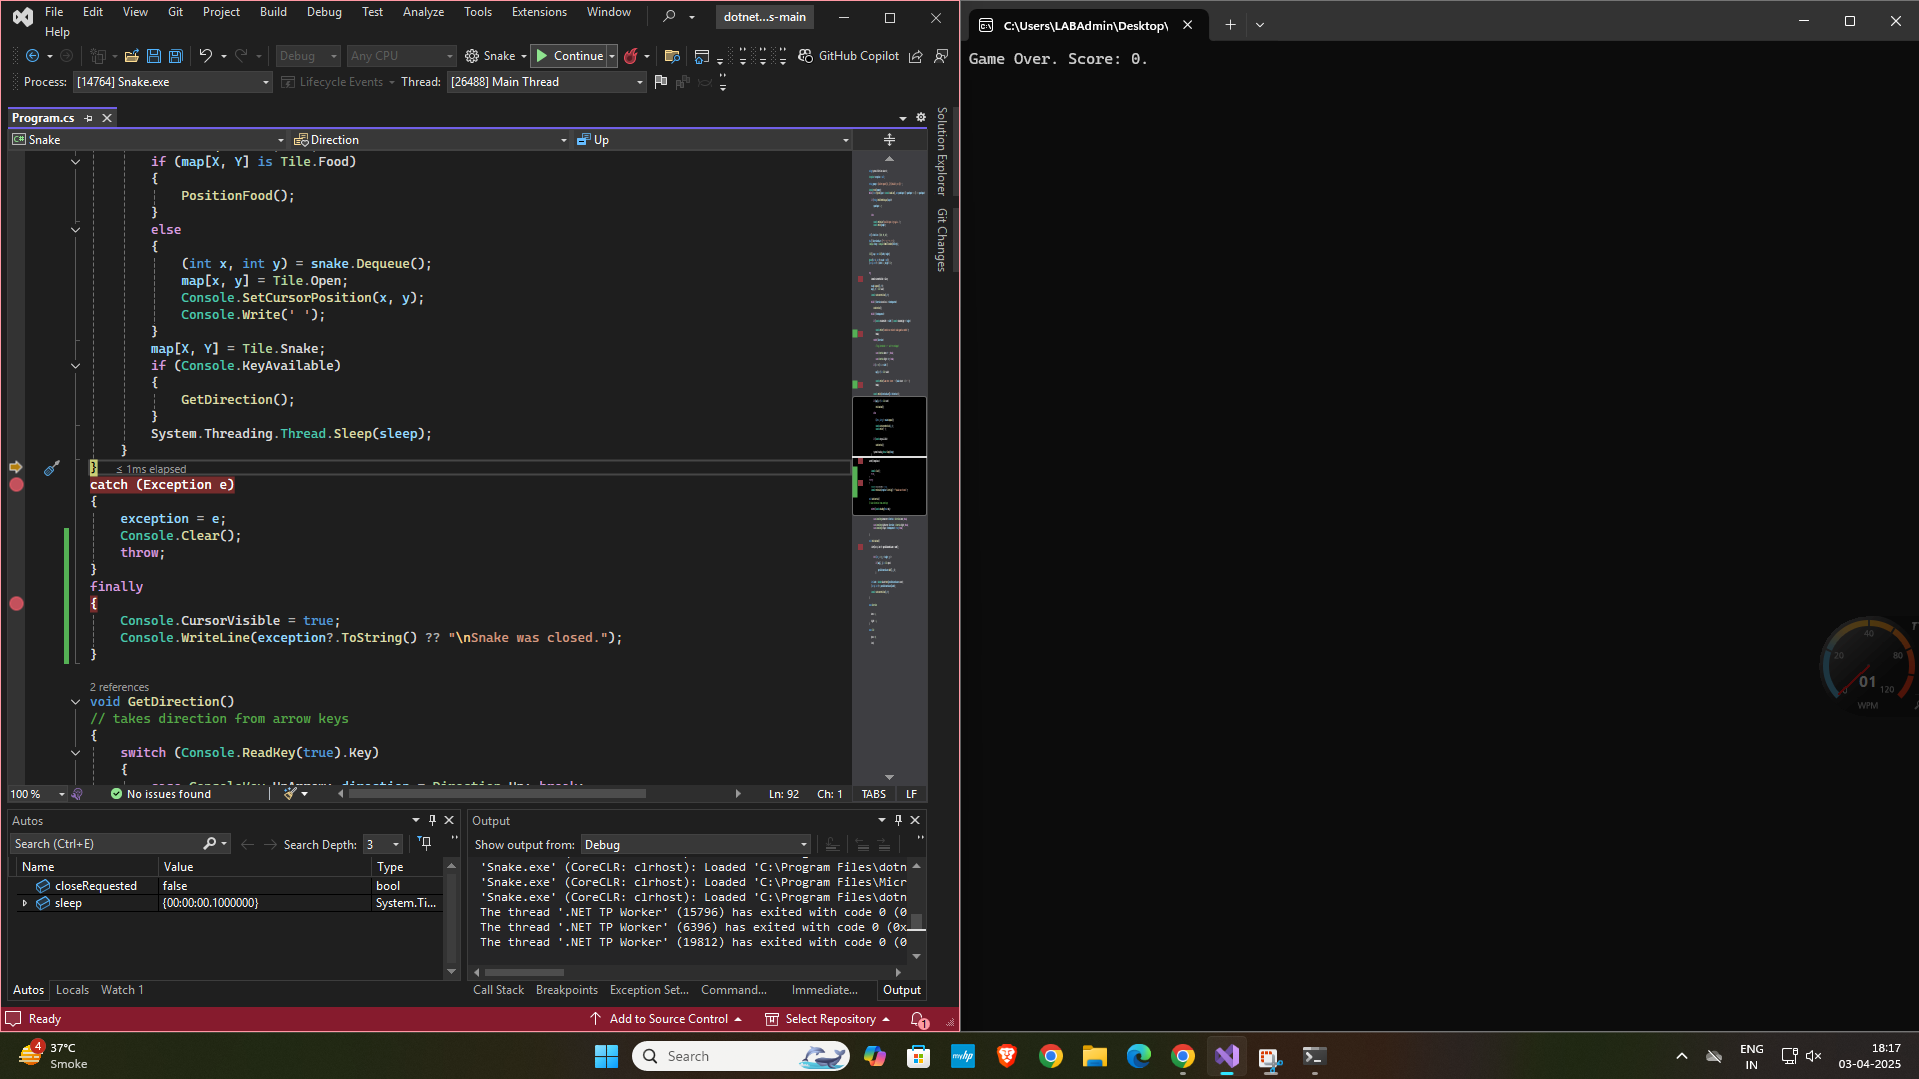 File Edit View Git Project Build Debug Test Analyze Tools Extensions Window
Help
dotnet...s-main
Debug Any CPU Snake Continue GitHub Copilot
Process: [14764] Snake.exe Lifecycle Events Thread: [26488] Main Thread
Program.cs
Snake Direction Up
if (map[X, Y] is Tile.Food)
{
PositionFood();
}
else
{
(int x, int y) = snake.Dequeue();
map[x, y] = Tile.Open;
Console.SetCursorPosition(x, y);
Console.Write(' ');
}
map[X, Y] = Tile.Snake;
if (Console.KeyAvailable)
{
GetDirection();
}
System.Threading.Thread.Sleep(sleep);
}
} ≤ 1ms elapsed
catch (Exception e)
{
exception = e;
Console.Clear();
throw;
}
finally
{
Console.CursorVisible = true;
Console.WriteLine(exception?.ToString() ?? "\nSnake was closed.");
}
2 references
void GetDirection()
// takes direction from arrow keys
{
switch (Console.ReadKey(true).Key)
{
Solution Explorer
Git Changes
100 % No issues found Ln: 92 Ch: 1 TABS LF
Autos
Search (Ctrl+E) Search Depth: 3
Name Value Type
closeRequested false bool
sleep {00:00:00.1000000} System.Ti...
Autos Locals Watch 1
Output
Show output from: Debug
'Snake.exe' (CoreCLR: clrhost): Loaded 'C:\Program Files\dotn
'Snake.exe' (CoreCLR: clrhost): Loaded 'C:\Program Files\Micr
'Snake.exe' (CoreCLR: clrhost): Loaded 'C:\Program Files\dotn
The thread '.NET TP Worker' (15796) has exited with code 0 (0
The thread '.NET TP Worker' (6396) has exited with code 0 (0x
The thread '.NET TP Worker' (19812) has exited with code 0 (0
Call Stack Breakpoints Exception Set... Command... Immediate... Output
Ready Add to Source Control Select Repository 1
C:\Users\LABAdmin\Desktop\
Game Over. Score: 0.
20 40 80 120
01
WPM
4 37°C
Smoke
Search
myhp
ENG
IN
18:17
03-04-2025